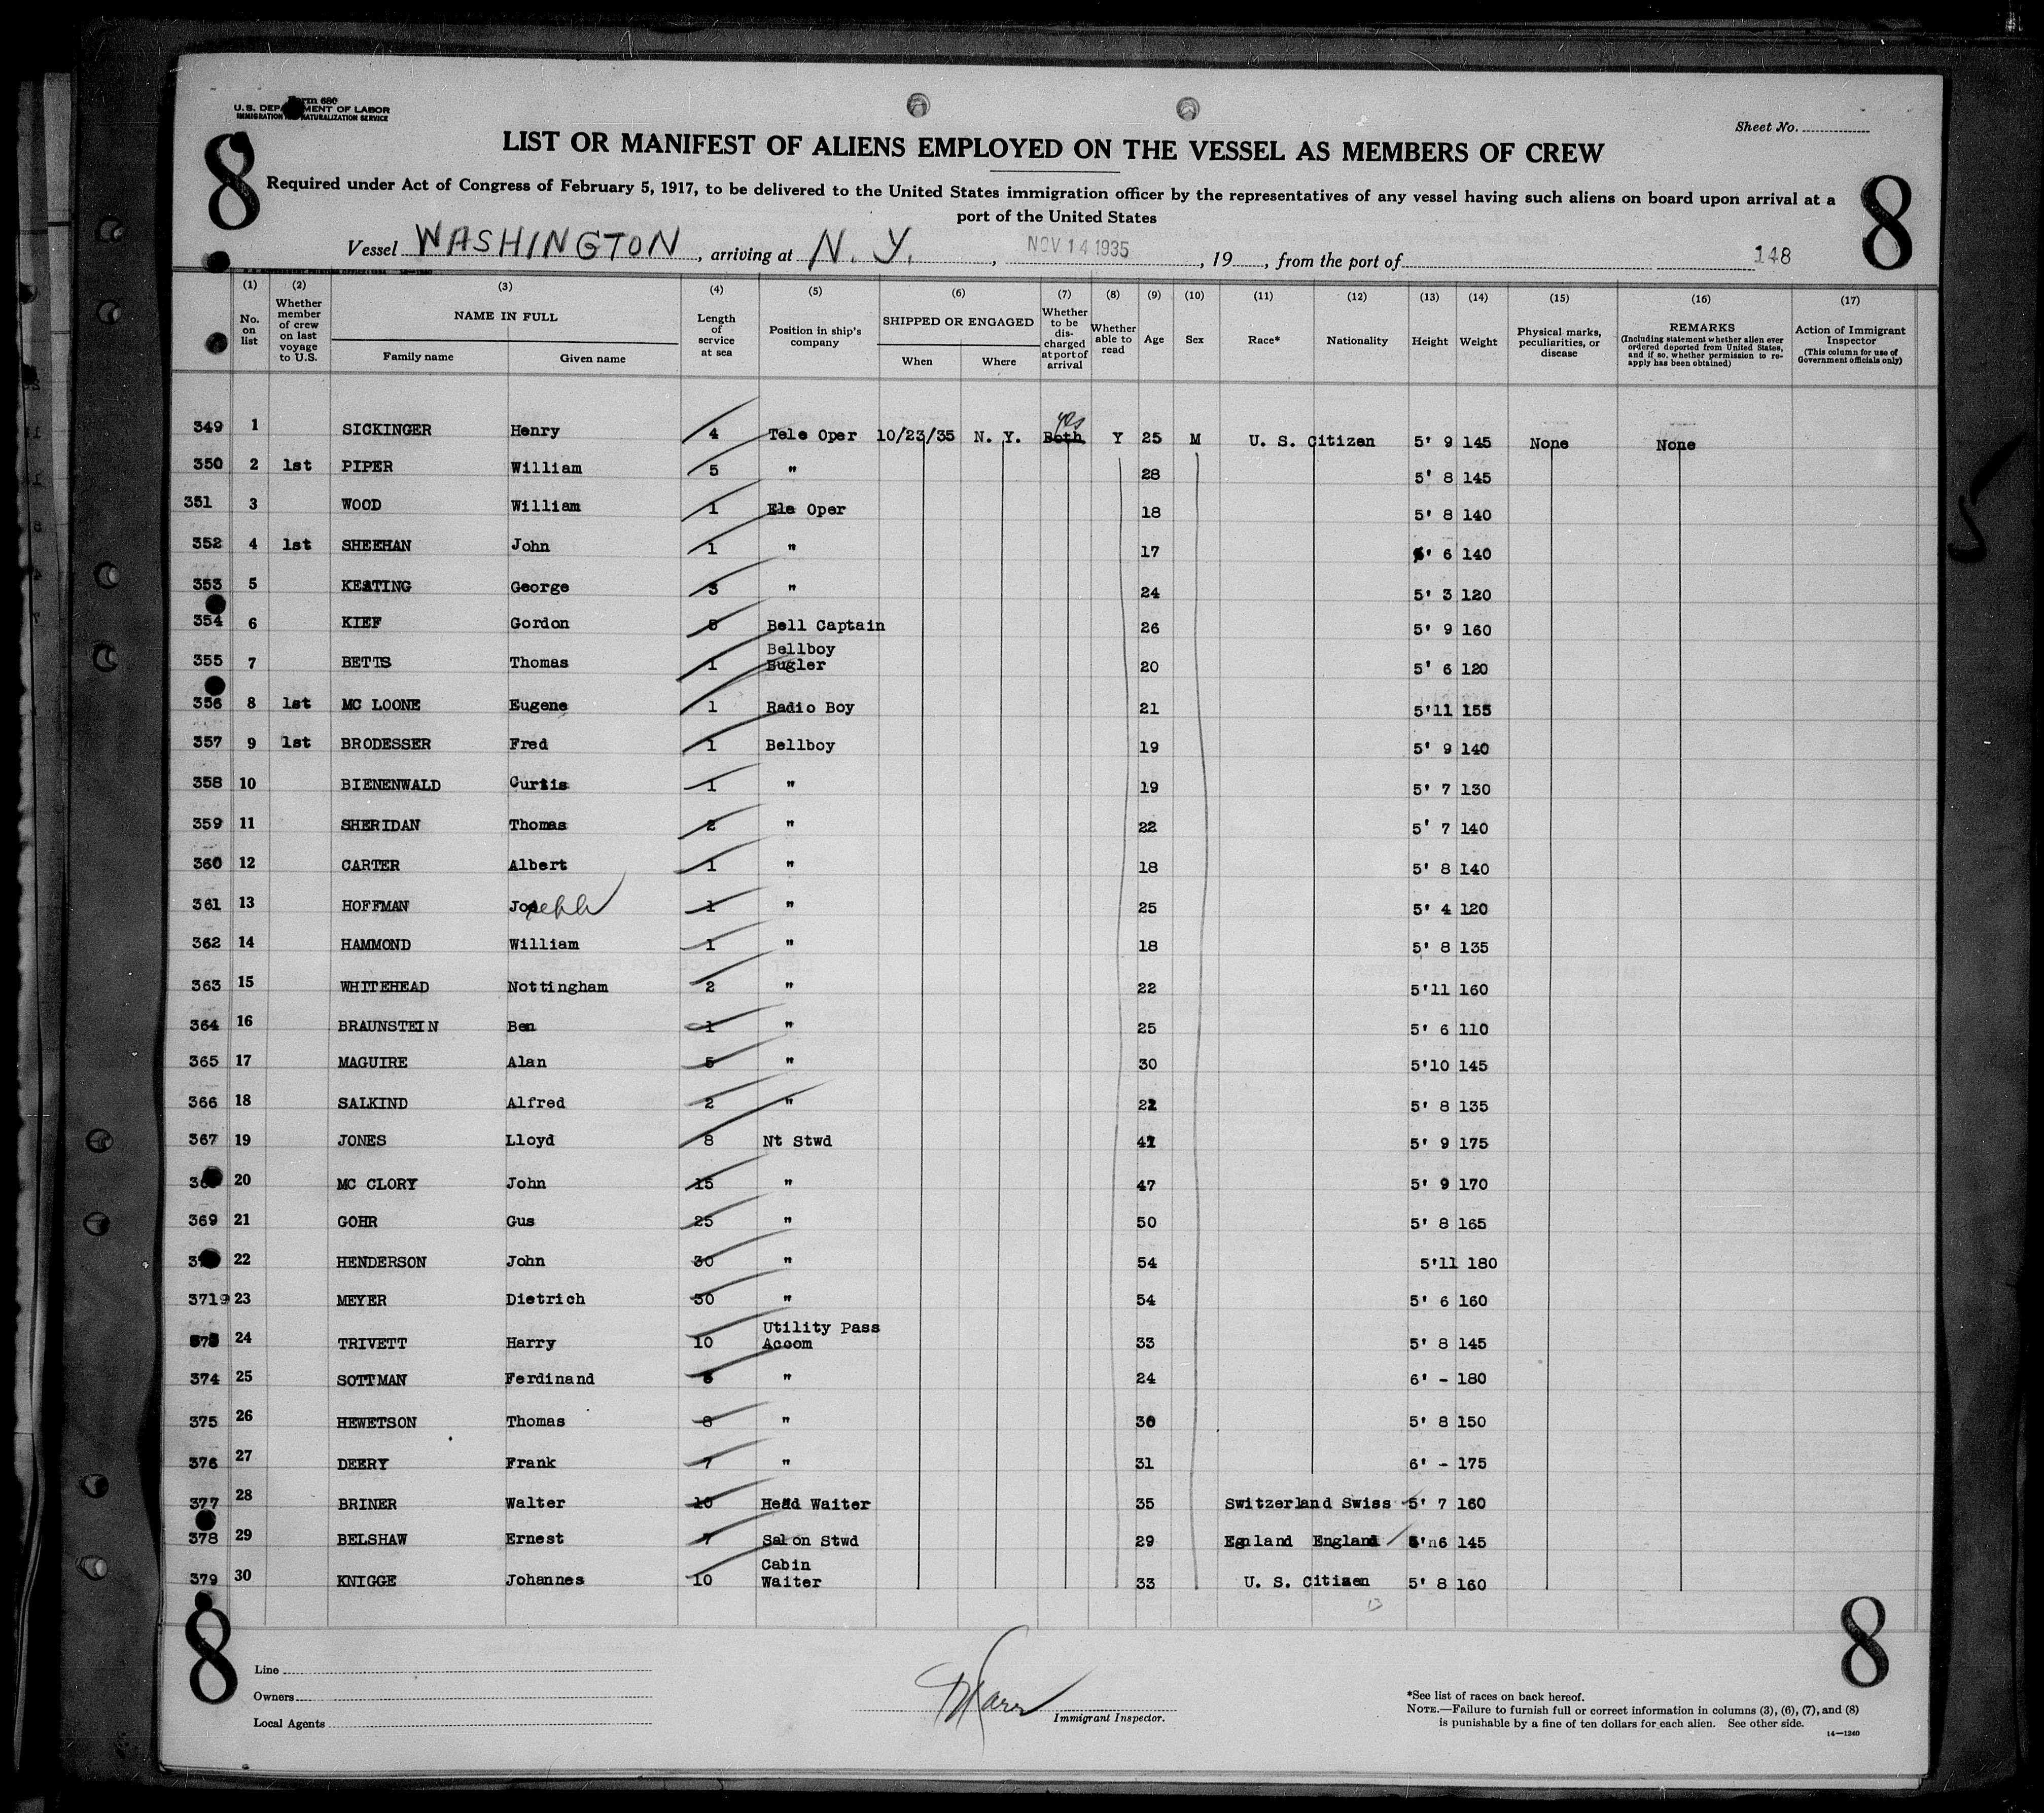 Form 680
U.S. DEPARTMENT OF LABOR
IMMIGRATION NATURALIZATION SERVICE
Sheet No.
8 8
LIST OR MANIFEST OF ALIENS EMPLOYED ON THE VESSEL AS MEMBERS OF CREW
Required under Act of Congress of February 5, 1917, to be delivered to the United States immigration officer by the representatives of any vessel having such aliens on board upon arrival at a
port of the United States
Vessel WASHINGTON, arriving at N. Y., NOV 14 1935, 19, from the port of 148
(1) (2) (3) (4) (5) (6) (7) (8) (9) (10) (11) (12) (13) (14) (15) (16) (17)
No. on list
Whether member of crew on last voyage to U.S.
NAME IN FULL
Family name Given name
Length of service at sea
Position in ship's company
SHIPPED OR ENGAGED
When Where
Whether to be discharged at port of arrival
Whether able to read
Age
Sex
Race*
Nationality
Height
Weight
Physical marks, peculiarities, or disease
REMARKS
(Including statement whether alien ever ordered deported from United States, and if so, whether permission to reapply has been obtained)
Action of Immigrant Inspector
(This column for use of Government officials only)
yes
349 1 SICKINGER Henry 4 Tele Oper 10/23/35 N. Y. Both Y 25 M U. S. Citizen 5' 9 145 None None
350 2 1st PIPER William 5 " 28 5' 8 145
351 3 WOOD William 1 Ele Oper 18 5' 8 140
352 4 1st SHEEHAN John 1 " 17 ' 6 140
353 5 KEATING George 3 " 24 5' 3 120
354 6 KIEF Gordon 5 Bell Captain 26 5' 9 160
355 7 BETTS Thomas 1 Bellboy Bugler 20 5' 6 120
356 8 1st MC LOONE Eugene 1 Radio Boy 21 5'11 155
357 9 1st BRODESSER Fred 1 Bellboy 19 5' 9 140
358 10 BIENENWALD Curtis 1 " 19 5' 7 130
359 11 SHERIDAN Thomas 2 " 22 5' 7 140
360 12 CARTER Albert 1 " 18 5' 8 140
361 13 HOFFMAN Joseph 1 " 25 5' 4 120
362 14 HAMMOND William 1 " 18 5' 8 135
363 15 WHITEHEAD Nottingham 2 " 22 5'11 160
364 16 BRAUNSTEIN Ben 1 " 25 5' 6 110
365 17 MAGUIRE Alan 5 " 30 5'10 145
366 18 SALKIND Alfred 2 " 5' 8 135
367 19 JONES Lloyd 8 Nt Stwd 5' 9 175
20 MC CLORY John 15 " 47 5' 9 170
369 21 GOHR Gus 25 " 50 5' 8 165
22 HENDERSON John 30 " 54 5'11 180
371 23 MEYER Dietrich 30 " 54 5' 6 160
24 TRIVETT Harry 10 Utility Pass Accom 33 5' 8 145
374 25 SOTTMAN Ferdinand " 24 6' - 180
375 26 HEWETSON Thomas 8 " 30 5' 8 150
376 27 DEERY Frank 7 " 31 6' - 175
377 28 BRINER Walter 10 Head Waiter 35 Switzerland Swiss 5' 7 160
378 29 BELSHAW Ernest 7 Salon Stwd 29 Egnland England 6 145
379 30 KNIGGE Johannes 10 Cabin Waiter 33 U. S. Citizen 5' 8 160
8 8
Line
Owners
Local Agents
Immigrant Inspector.
*See list of races on back hereof.
NOTE.—Failure to furnish full or correct information in columns (3), (6), (7), and (8)
is punishable by a fine of ten dollars for each alien. See other side.
14—1240